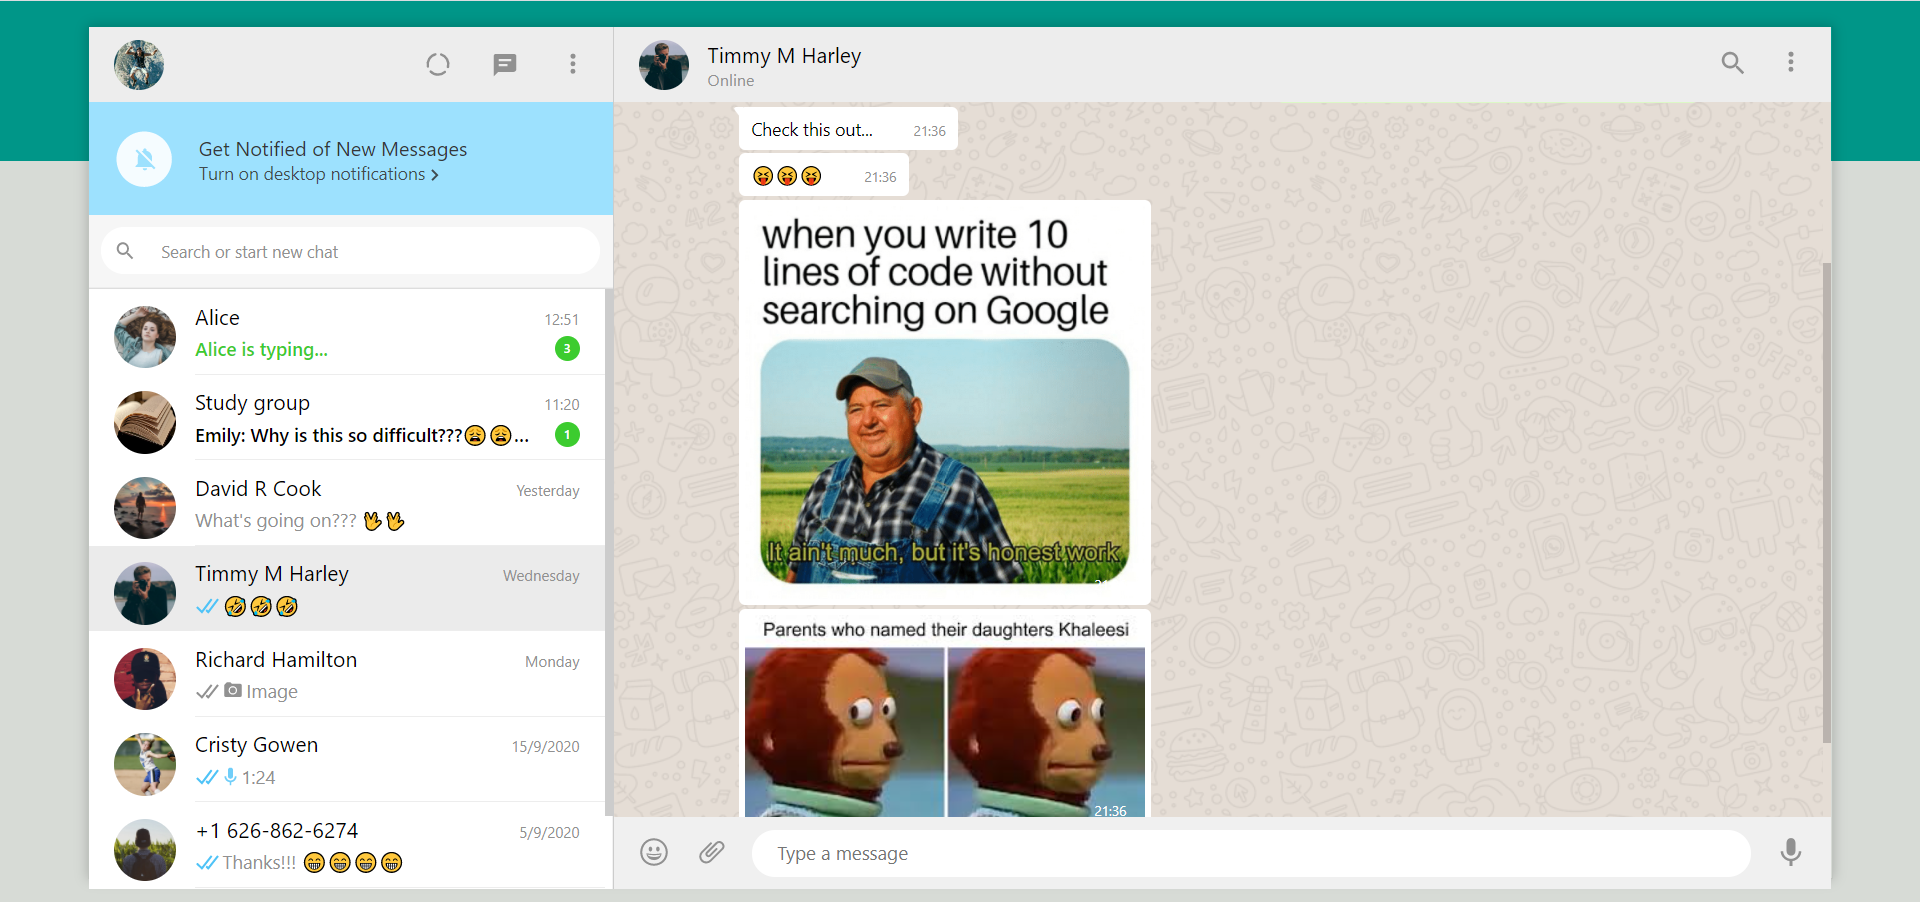 Get Notified of New Messages
Turn on desktop notifications
Search or start new chat
Alice
12:51
Alice is typing...
3
Study group
11:20
Emily: Why is this so difficult???😩😩...
1
David R Cook
Yesterday
What's going on??? 🖖🖖
Timmy M Harley
Wednesday
🤣🤣🤣
Richard Hamilton
Monday
Image
Cristy Gowen
15/9/2020
1:24
+1 626-862-6274
5/9/2020
Thanks!!! 😁😁😁😁
Timmy M Harley
Online
Check this out...
21:36
😝😝😝
21:36
when you write 10
lines of code without
searching on Google
It ain't much, but it's honest work
Parents who named their daughters Khaleesi
21:36
Type a message